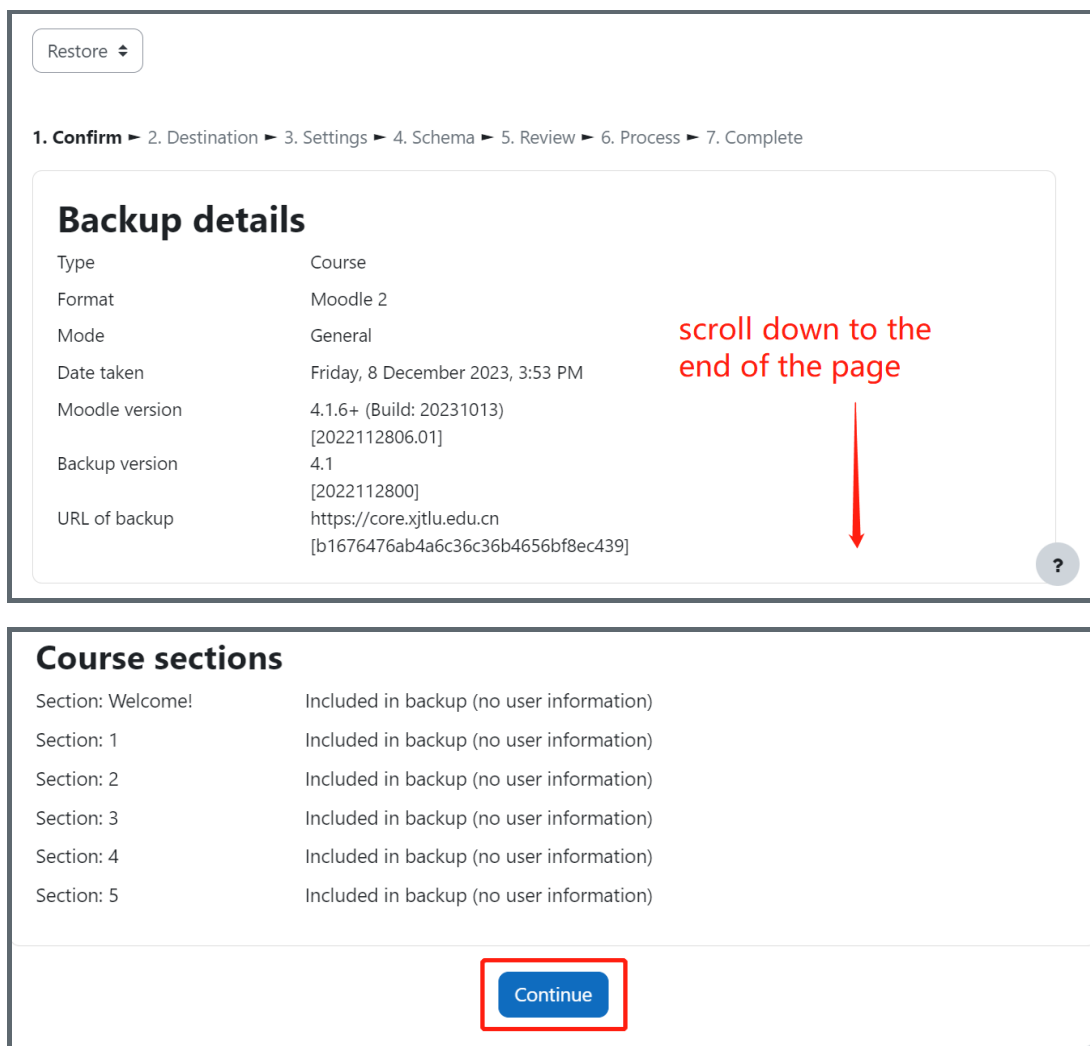 Restore
1. Confirm ► 2. Destination ► 3. Settings ► 4. Schema ► 5. Review ► 6. Process ► 7. Complete
Backup details
Type Course
Format Moodle 2
Mode General
Date taken Friday, 8 December 2023, 3:53 PM
Moodle version 4.1.6+ (Build: 20231013)
[2022112806.01]
Backup version 4.1
[2022112800]
URL of backup https://core.xjtlu.edu.cn
[b1676476ab4a6c36c36b4656bf8ec439]
scroll down to the
end of the page
?
Course sections
Section: Welcome! Included in backup (no user information)
Section: 1 Included in backup (no user information)
Section: 2 Included in backup (no user information)
Section: 3 Included in backup (no user information)
Section: 4 Included in backup (no user information)
Section: 5 Included in backup (no user information)
Continue